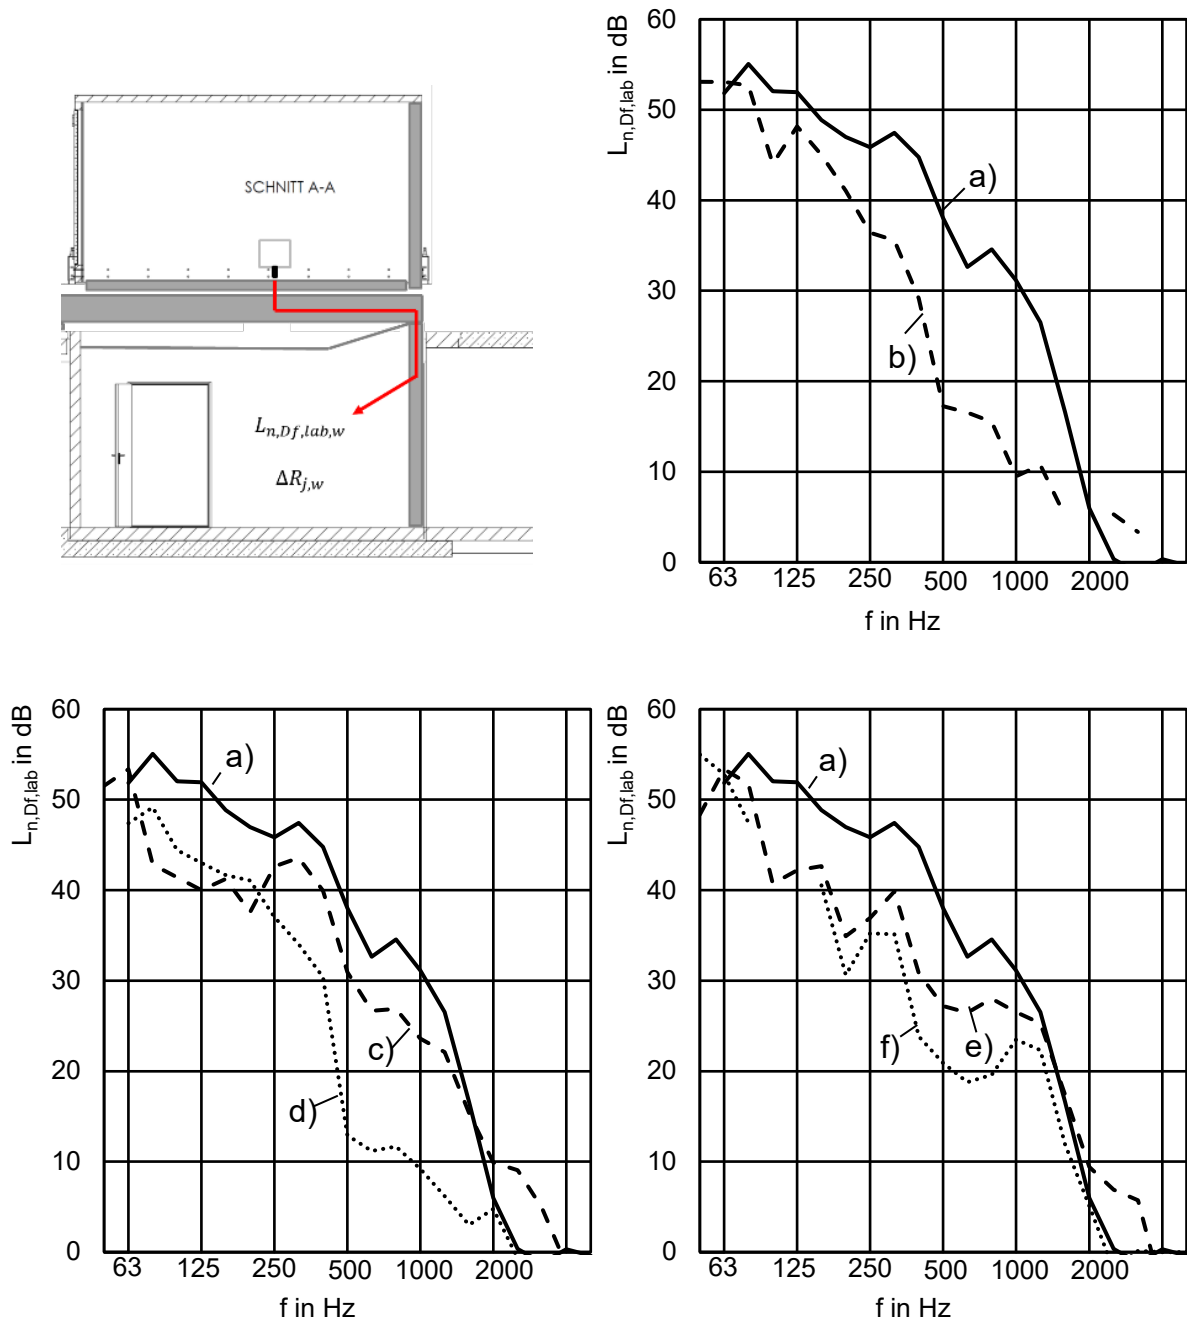 SCHNITT A-A
L_{n,Df,lab,w}
ΔR_{j,w}
L_{n,Df,lab} in dB
60
50
40
30
20
10
0
a)
b)
63 125 250 500 1000 2000
f in Hz
L_{n,Df,lab} in dB
60
50
40
30
20
10
0
a)
c)
d)
63 125 250 500 1000 2000
f in Hz
L_{n,Df,lab} in dB
60
50
40
30
20
10
0
a)
f)
e)
63 125 250 500 1000 2000
f in Hz